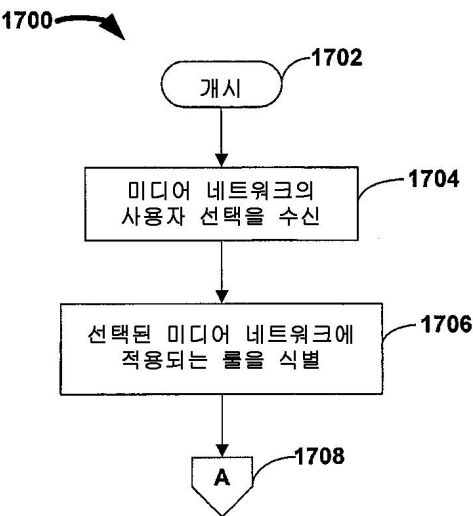 1700
1702
개시
1704
미디어 네트워크의
사용자 선택을 수신
1706
선택된 미디어 네트워크에
적용되는 룰을 식별
1708
A